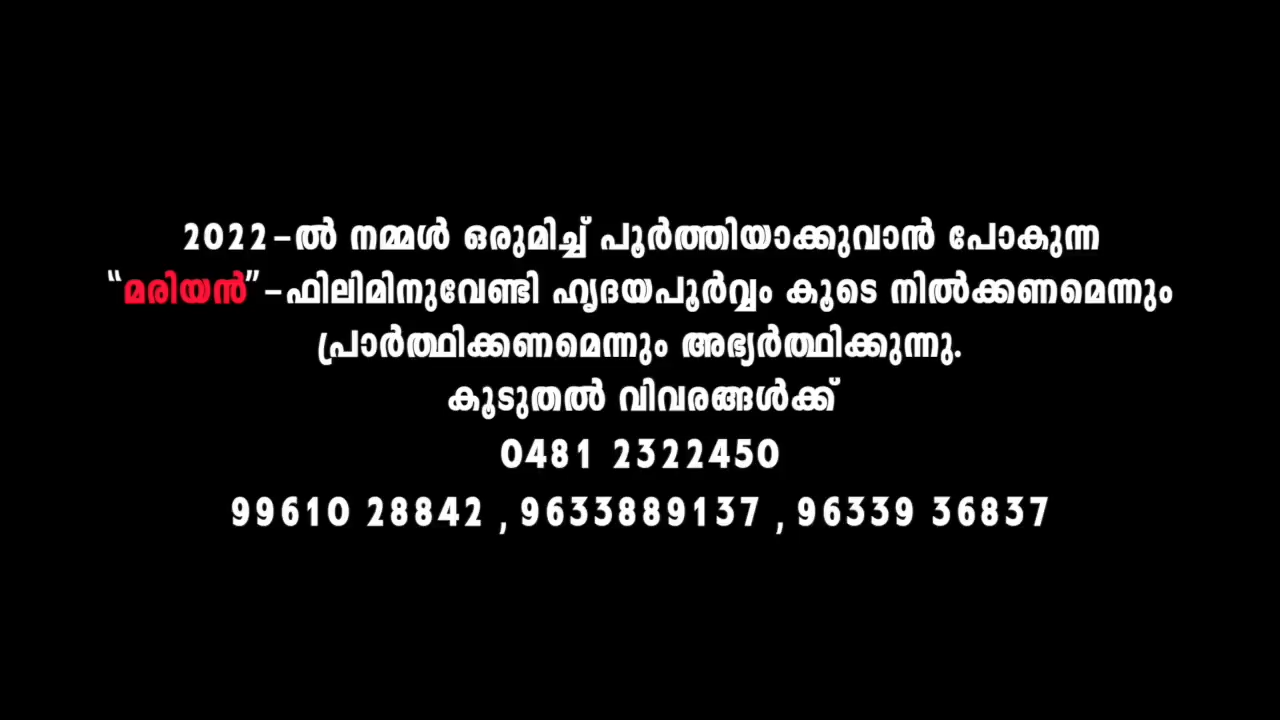 2022-ൽ നമ്മൾ ഒരുമിച്ച് പൂർത്തിയാക്കുവാൻ പോകുന്ന
“മരിയൻ”-ഫിലിമിനുവേണ്ടി ഹൃദയപൂർവ്വം കൂടെ നിൽക്കണമെന്നും
പ്രാർത്ഥിക്കണമെന്നും അഭ്യർത്ഥിക്കുന്നു.
കൂടുതൽ വിവരങ്ങൾക്ക്
0481 2322450
99610 28842 , 9633889137 , 96339 36837